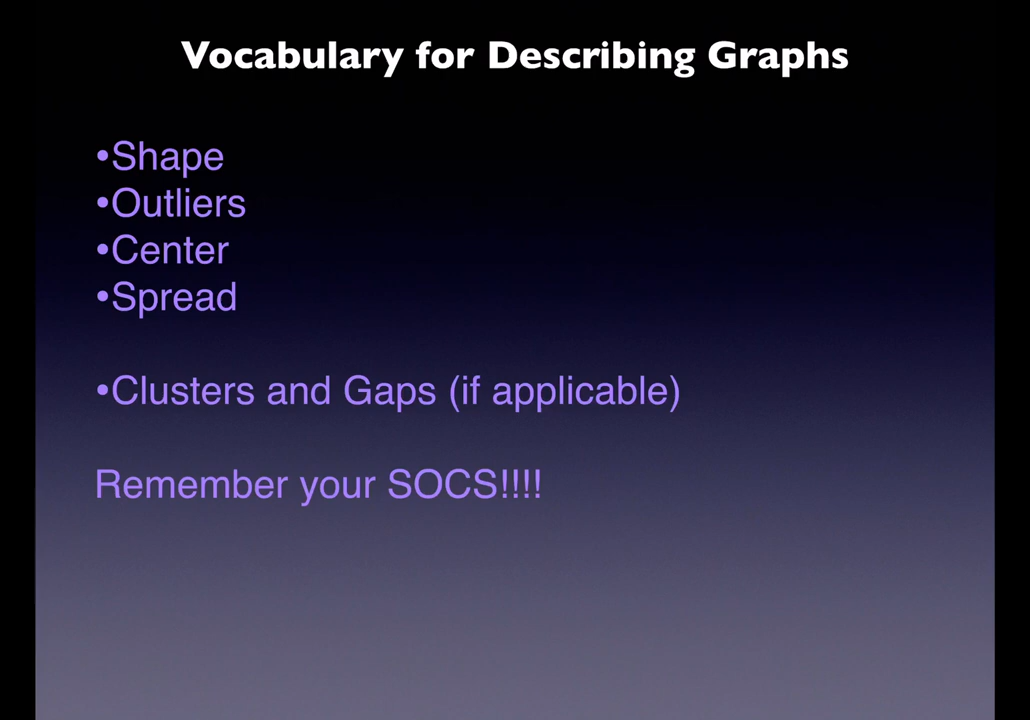 Vocabulary for Describing Graphs
•Shape
•Outliers
•Center
•Spread
•Clusters and Gaps (if applicable)
Remember your SOCS!!!!